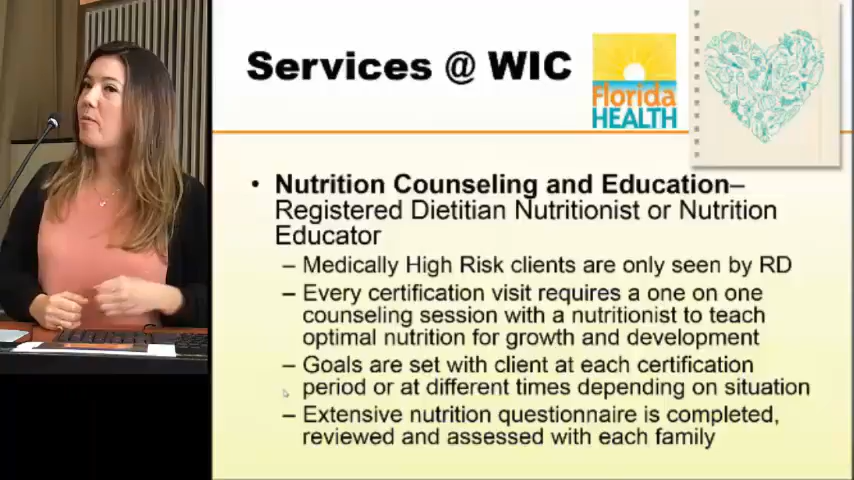 Services @ WIC
Florida
HEALTH
• Nutrition Counseling and Education–
Registered Dietitian Nutritionist or Nutrition
Educator
– Medically High Risk clients are only seen by RD
– Every certification visit requires a one on one
counseling session with a nutritionist to teach
optimal nutrition for growth and development
– Goals are set with client at each certification
period or at different times depending on situation
– Extensive nutrition questionnaire is completed,
reviewed and assessed with each family